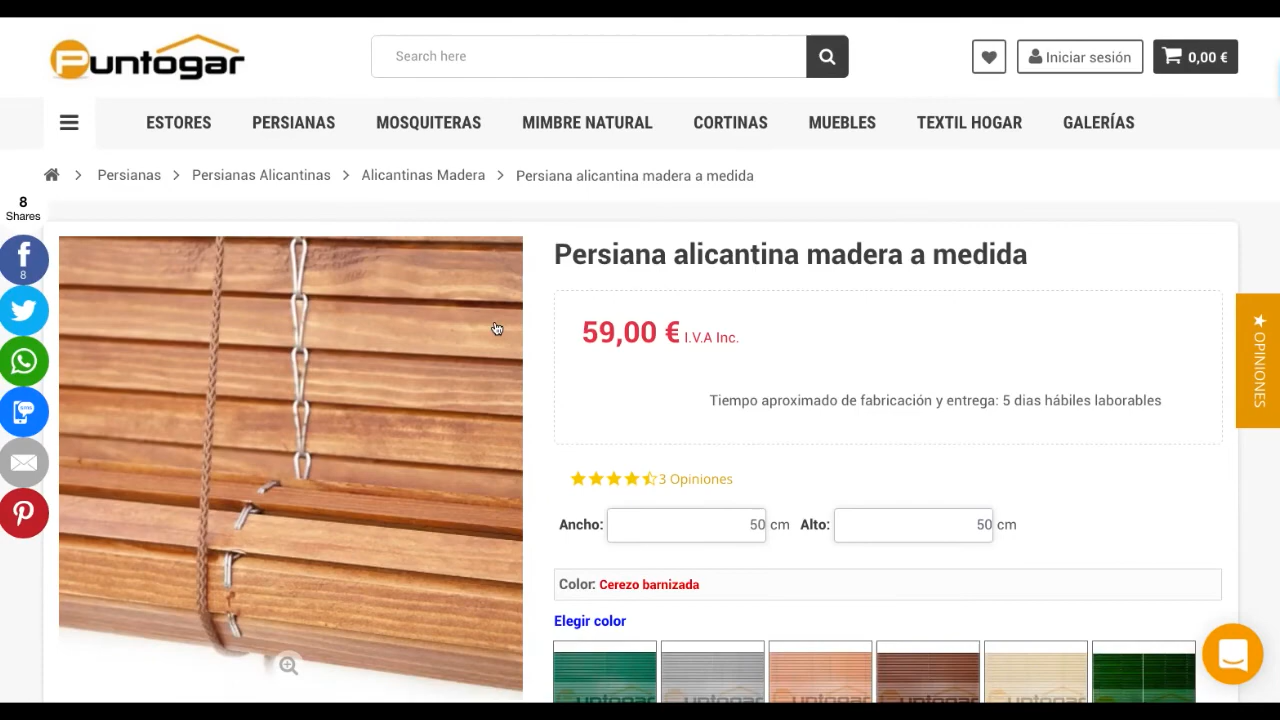 Puntogar
Search here
Iniciar sesión
0,00 €
ESTORES
PERSIANAS
MOSQUITERAS
MIMBRE NATURAL
CORTINAS
MUEBLES
TEXTIL HOGAR
GALERÍAS
Persianas > Persianas Alicantinas > Alicantinas Madera > Persiana alicantina madera a medida
8
Shares
8
sms
Persiana alicantina madera a medida
59,00 € I.V.A Inc.
Tiempo aproximado de fabricación y entrega: 5 dias hábiles laborables
3 Opiniones
Ancho: 50 cm Alto: 50 cm
Color: Cerezo barnizada
Elegir color
★ OPINIONES